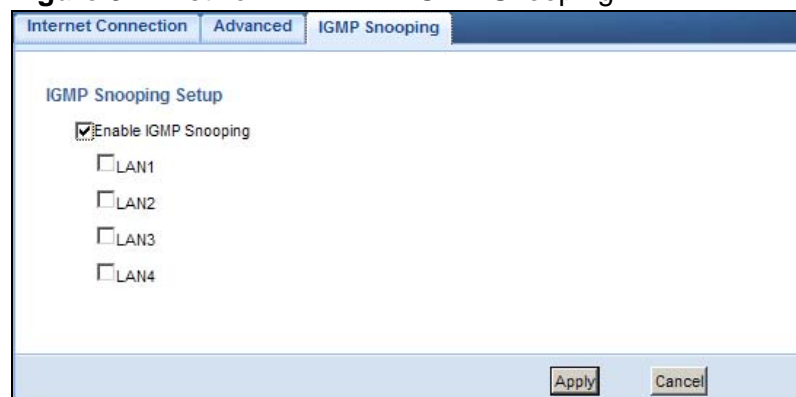 Internet Connection Advanced IGMP Snooping
IGMP Snooping Setup
Enable IGMP Snooping
LAN1
LAN2
LAN3
LAN4
Apply Cancel